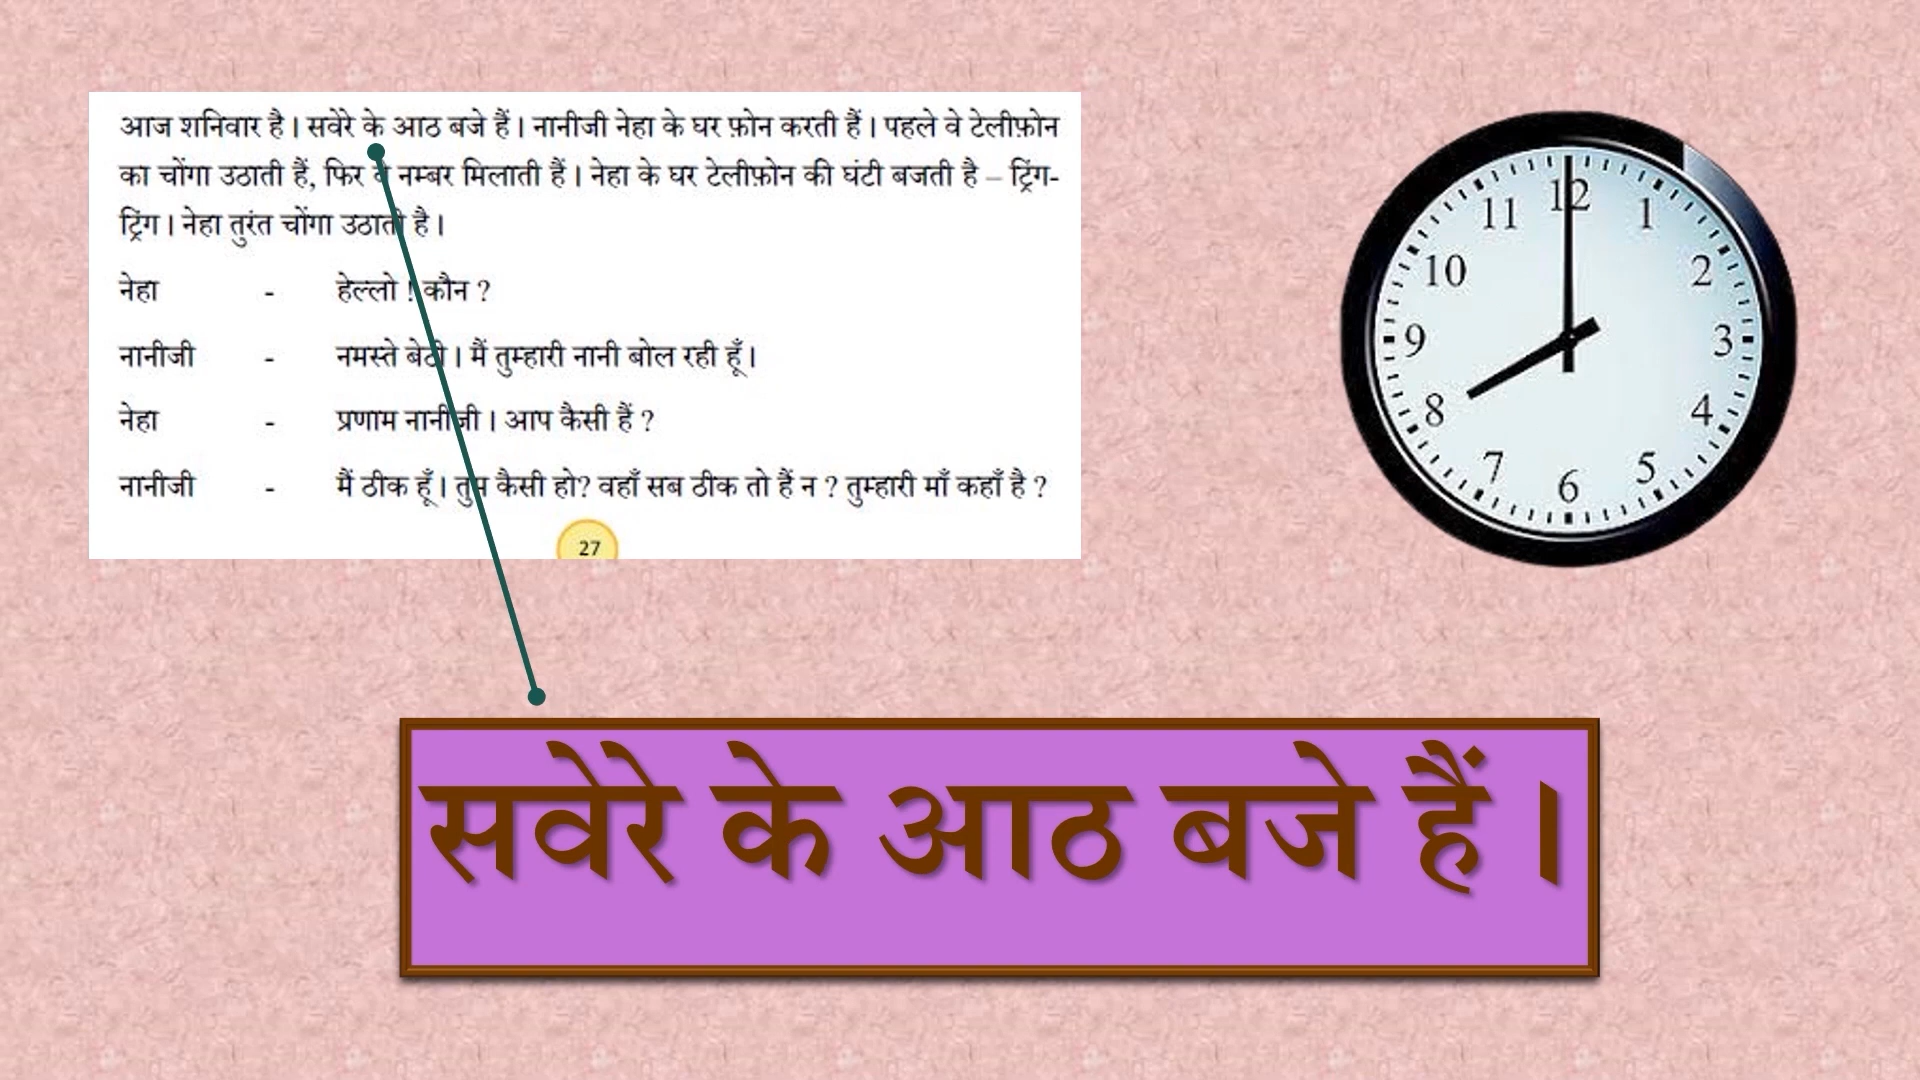 आज शनिवार है । सवेरे के आठ बजे हैं । नानीजी नेहा के घर फ़ोन करती हैं । पहले वे टेलीफ़ोन
का चोंगा उठाती हैं, फिर वे नम्बर मिलाती हैं । नेहा के घर टेलीफ़ोन की घंटी बजती है – ट्रिंग-
ट्रिंग । नेहा तुरंत चोंगा उठाती है ।
नेहा - हेल्लो ! कौन ?
नानीजी - नमस्ते बेटी । मैं तुम्हारी नानी बोल रही हूँ ।
नेहा - प्रणाम नानीजी । आप कैसी हैं ?
नानीजी - मैं ठीक हूँ । तुम कैसी हो? वहाँ सब ठीक तो हैं न ? तुम्हारी माँ कहाँ है ?
27
12
1
2
3
4
5
6
7
8
9
10
11
सवेरे के आठ बजे हैं ।